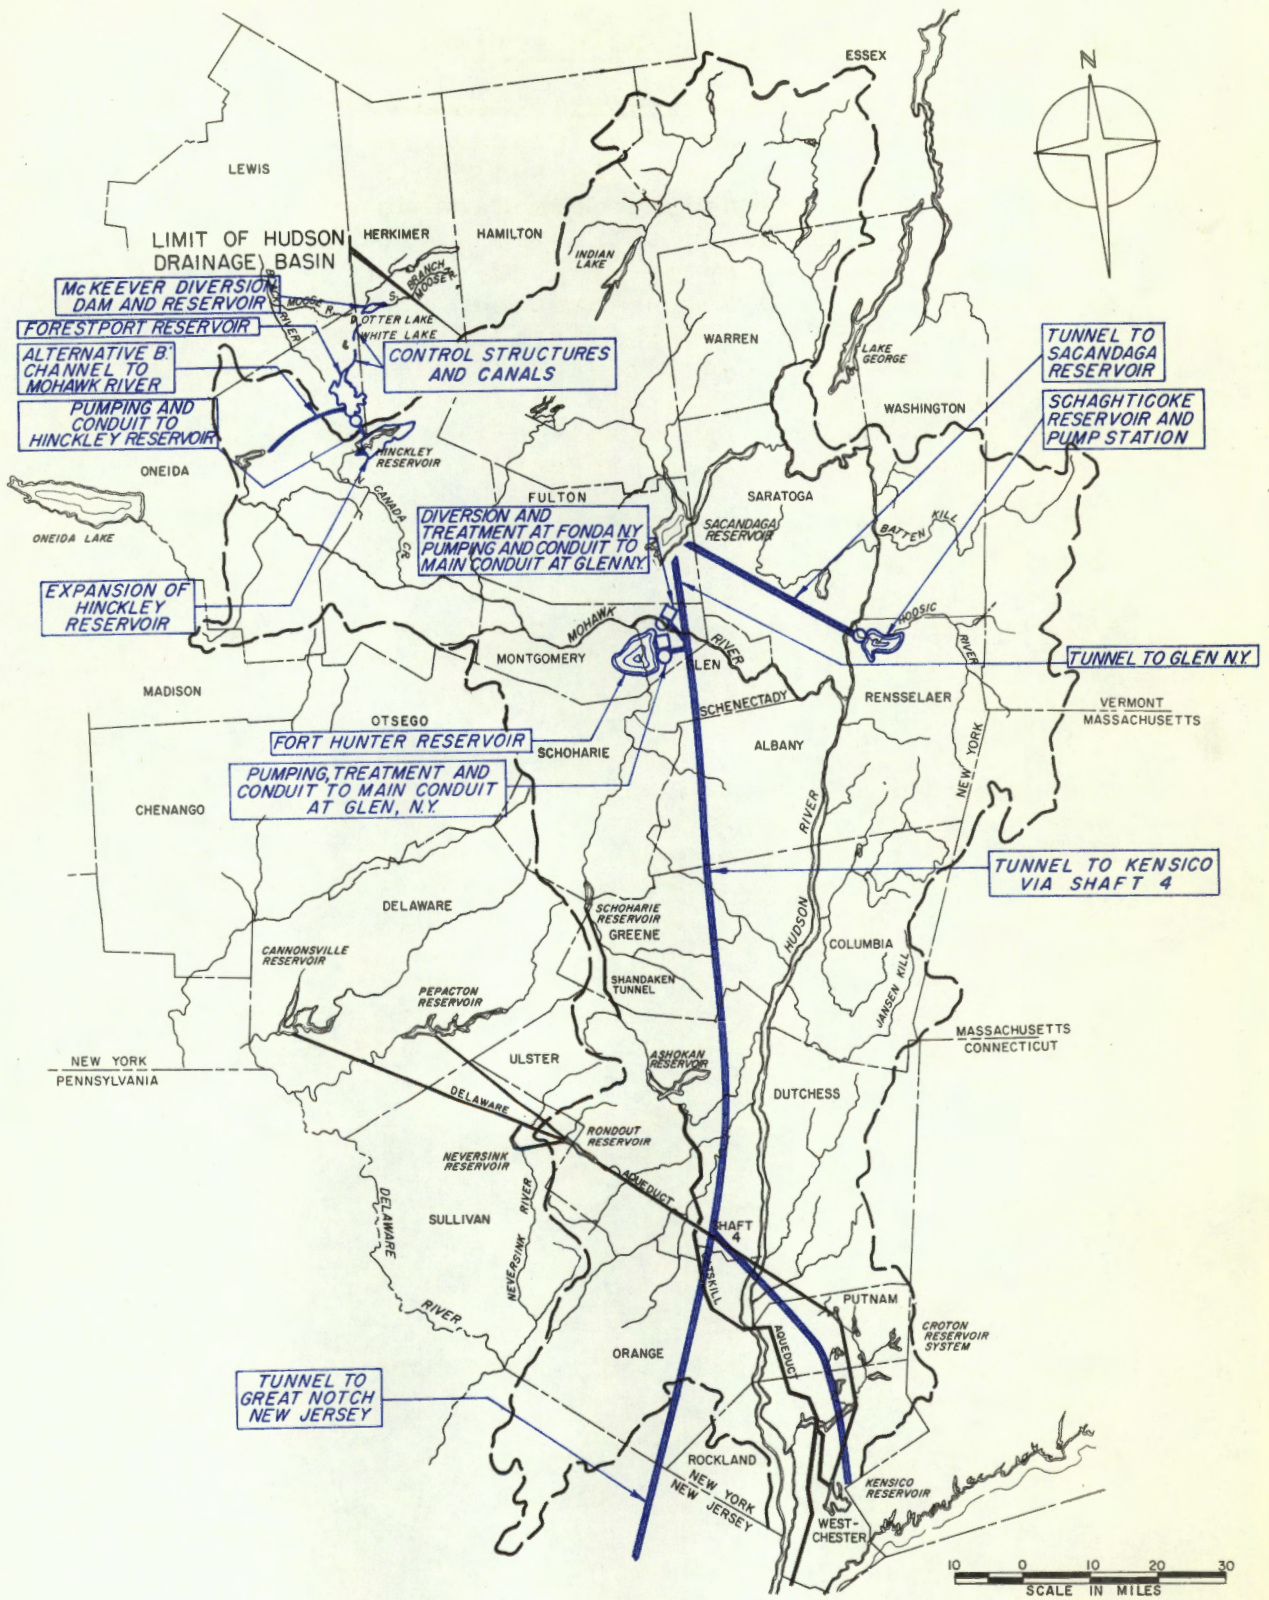 ESSEX
N
LEWIS
LIMIT OF HUDSON
DRAINAGE BASIN
HERKIMER
HAMILTON
INDIAN
LAKE
BRANCH
MOOSE R.
S.
McKEEVER DIVERSION
DAM AND RESERVOIR
MOOSE R.
BLACK RIVER
OTTER LAKE
WHITE LAKE
FORESTPORT RESERVOIR
ALTERNATIVE B.
CHANNEL TO
MOHAWK RIVER
CONTROL STRUCTURES
AND CANALS
WARREN
LAKE
GEORGE
TUNNEL TO
SACANDAGA
RESERVOIR
WASHINGTON
SCHAGHTICOKE
RESERVOIR AND
PUMP STATION
PUMPING AND
CONDUIT TO
HINCKLEY RESERVOIR
HINCKLEY
RESERVOIR
ONEIDA
ONEIDA LAKE
CANADA
CR.
FULTON
SARATOGA
SACANDAGA
RESERVOIR
BATTEN KILL
DIVERSION AND
TREATMENT AT FONDA N.Y.
PUMPING AND CONDUIT TO
MAIN CONDUIT AT GLEN N.Y.
EXPANSION OF
HINCKLEY
RESERVOIR
MOHAWK
RIVER
HOOSIC
RIVER
MONTGOMERY
GLEN
TUNNEL TO GLEN N.Y.
MADISON
SCHENECTADY
RENSSELAER
VERMONT
MASSACHUSETTS
OTSEGO
FORT HUNTER RESERVOIR
SCHOHARIE
ALBANY
NEW YORK
PUMPING, TREATMENT AND
CONDUIT TO MAIN CONDUIT
AT GLEN, N.Y.
CHENANGO
HUDSON
RIVER
TUNNEL TO KENSICO
VIA SHAFT 4
DELAWARE
SCHOHARIE
RESERVOIR
GREENE
COLUMBIA
CANNONSVILLE
RESERVOIR
SHANDAKEN
TUNNEL
JANSEN KILL
PEPACTON
RESERVOIR
NEW YORK
PENNSYLVANIA
MASSACHUSETTS
CONNECTICUT
ULSTER
ASHOKAN
RESERVOIR
DUTCHESS
DELAWARE
AQUEDUCT
RONDOUT
RESERVOIR
NEVERSINK
RESERVOIR
DELAWARE
RIVER
SULLIVAN
NEVERSINK RIVER
SHAFT
4
CATSKILL
AQUEDUCT
PUTNAM
CROTON
RESERVOIR
SYSTEM
ORANGE
TUNNEL TO
GREAT NOTCH
NEW JERSEY
ROCKLAND
NEW YORK
NEW JERSEY
KENSICO
RESERVOIR
WEST-
CHESTER
10 0 10 20 30
SCALE IN MILES